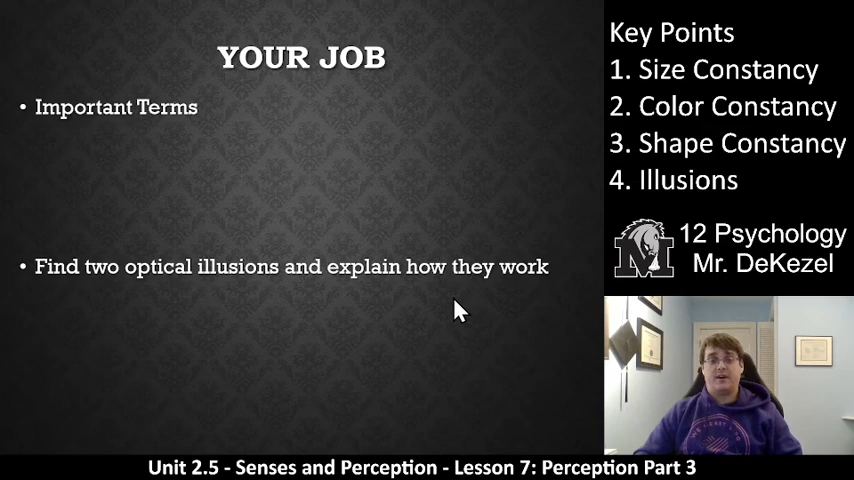 YOUR JOB
• Important Terms
• Find two optical illusions and explain how they work
Key Points
1. Size Constancy
2. Color Constancy
3. Shape Constancy
4. Illusions
M
12 Psychology
Mr. DeKezel
Unit 2.5 - Senses and Perception - Lesson 7: Perception Part 3